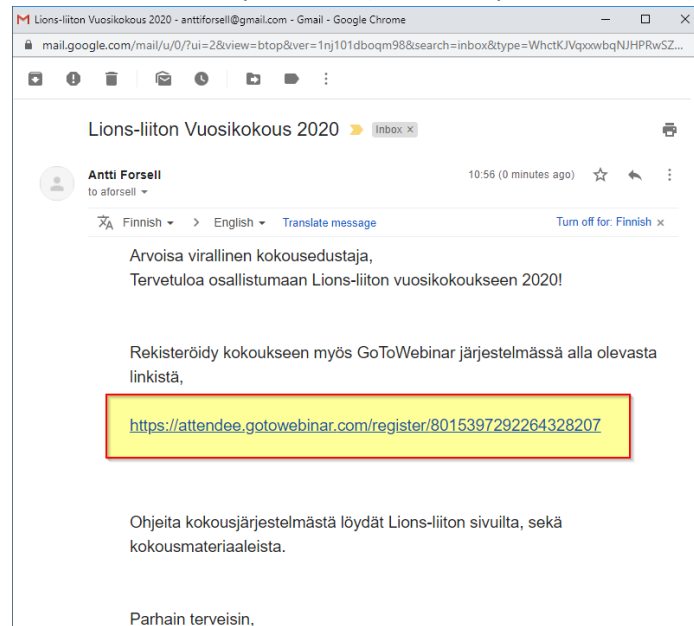 Lions-liiton Vuosikokous 2020 - anttiforsell@gmail.com - Gmail - Google Chrome
mail.google.com/mail/u/0/?ui=2&view=btop&ver=1nj101dboqm98&search=inbox&type=WhctKJVqxxwbqNJHPRwSZ...
Lions-liiton Vuosikokous 2020 Inbox ×
Antti Forsell 10:56 (0 minutes ago)
to aforsell
Finnish > English Translate message Turn off for: Finnish ×
Arvoisa virallinen kokousedustaja,
Tervetuloa osallistumaan Lions-liiton vuosikokoukseen 2020!
Rekisteröidy kokoukseen myös GoToWebinar järjestelmässä alla olevasta
linkistä,
https://attendee.gotowebinar.com/register/8015397292264328207
Ohjeita kokousjärjestelmästä löydät Lions-liiton sivuilta, sekä
kokousmateriaaleista.
Parhain terveisin,